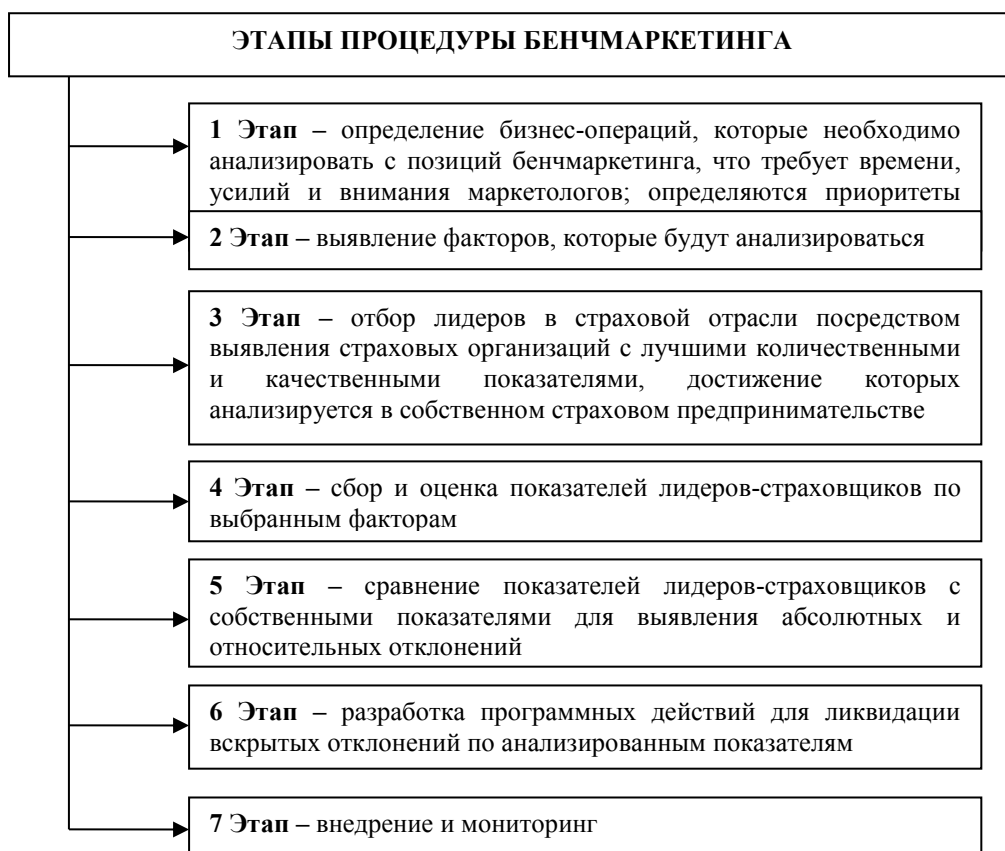 ЭТАПЫ ПРОЦЕДУРЫ БЕНЧМАРКЕТИНГА
1 Этап – определение бизнес-операций, которые необходимо
анализировать с позиций бенчмаркетинга, что требует времени,
усилий и внимания маркетологов; определяются приоритеты
2 Этап – выявление факторов, которые будут анализироваться
3 Этап – отбор лидеров в страховой отрасли посредством
выявления страховых организаций с лучшими количественными
и качественными показателями, достижение которых
анализируется в собственном страховом предпринимательстве
4 Этап – сбор и оценка показателей лидеров-страховщиков по
выбранным факторам
5 Этап – сравнение показателей лидеров-страховщиков с
собственными показателями для выявления абсолютных и
относительных отклонений
6 Этап – разработка программных действий для ликвидации
вскрытых отклонений по анализированным показателям
7 Этап – внедрение и мониторинг